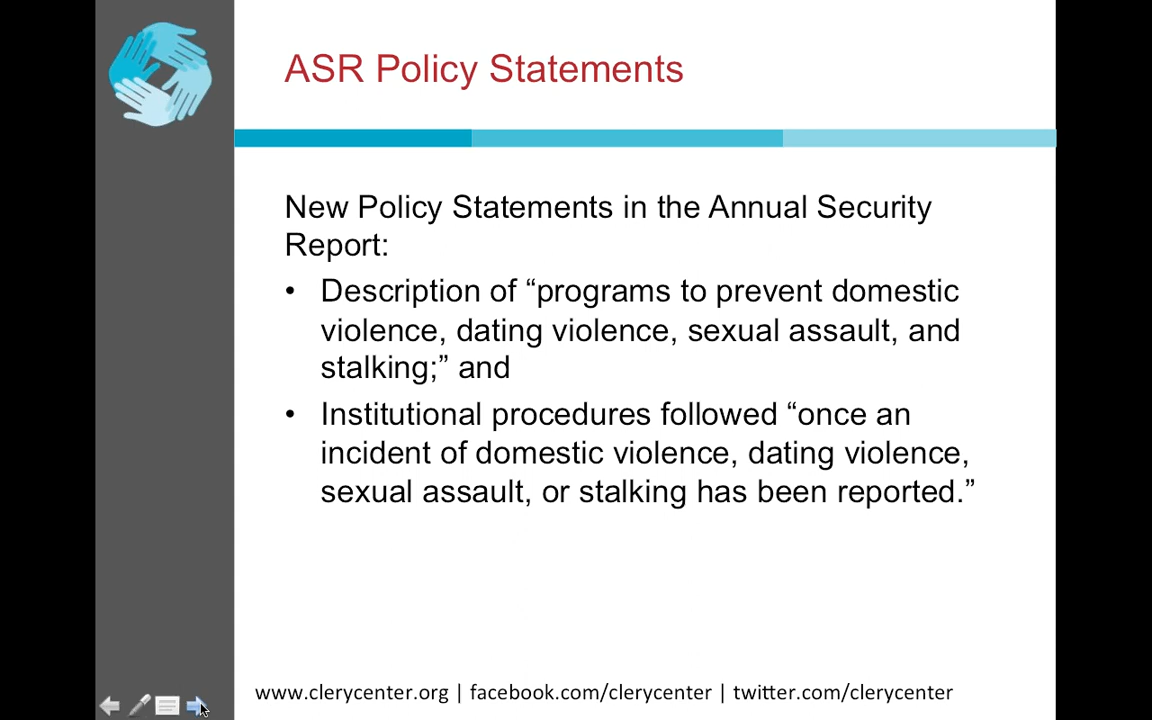 ASR Policy Statements
New Policy Statements in the Annual Security
Report:
• Description of “programs to prevent domestic
violence, dating violence, sexual assault, and
stalking;” and
• Institutional procedures followed “once an
incident of domestic violence, dating violence,
sexual assault, or stalking has been reported.”
www.clerycenter.org | facebook.com/clerycenter | twitter.com/clerycenter